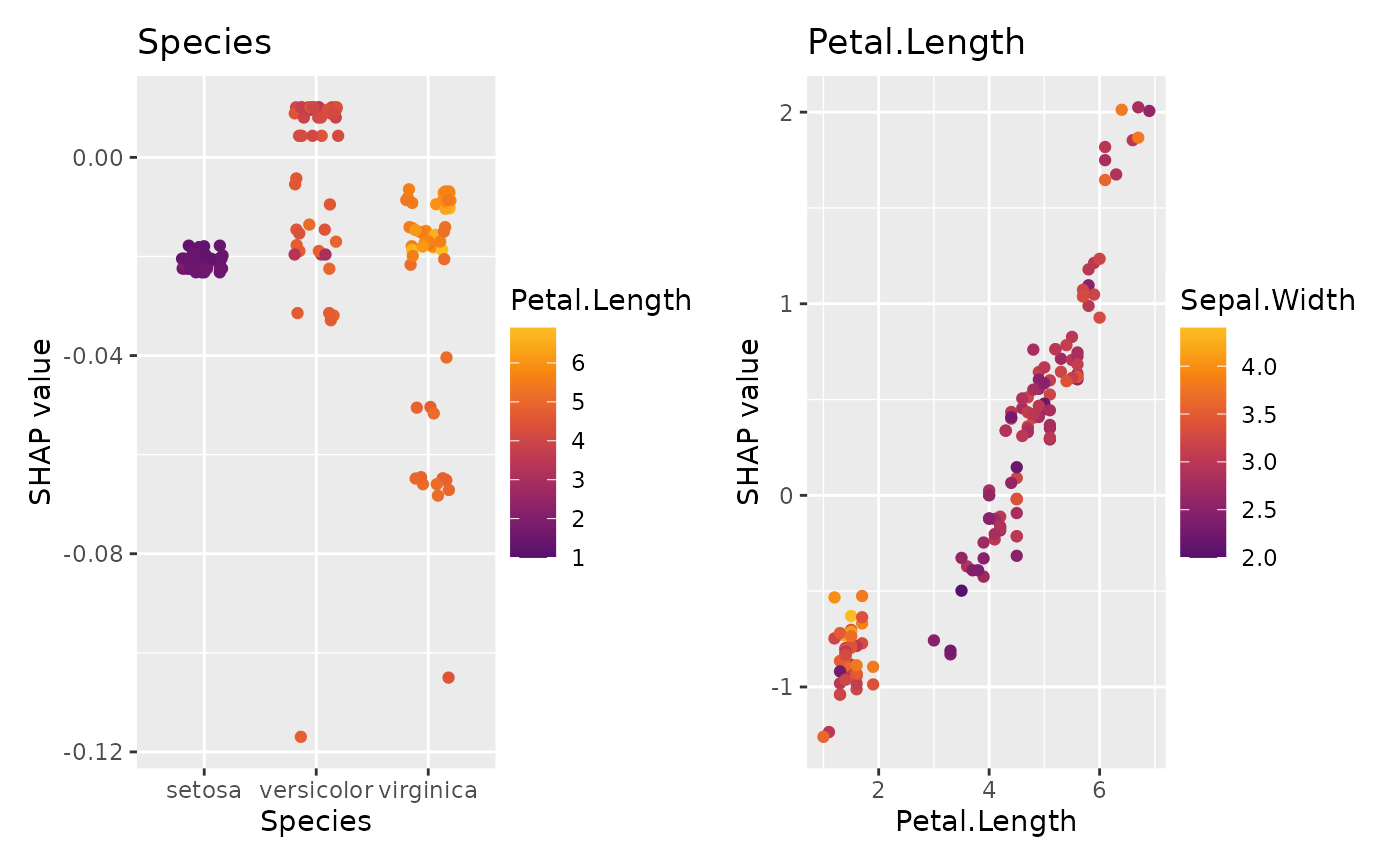 Species
SHAP value
0.00
-0.04
-0.08
-0.12
setosa
versicolor
virginica
Species
Petal.Length
6
5
4
3
2
1
Petal.Length
SHAP value
2
1
0
-1
2
4
6
Petal.Length
Sepal.Width
4.0
3.5
3.0
2.5
2.0